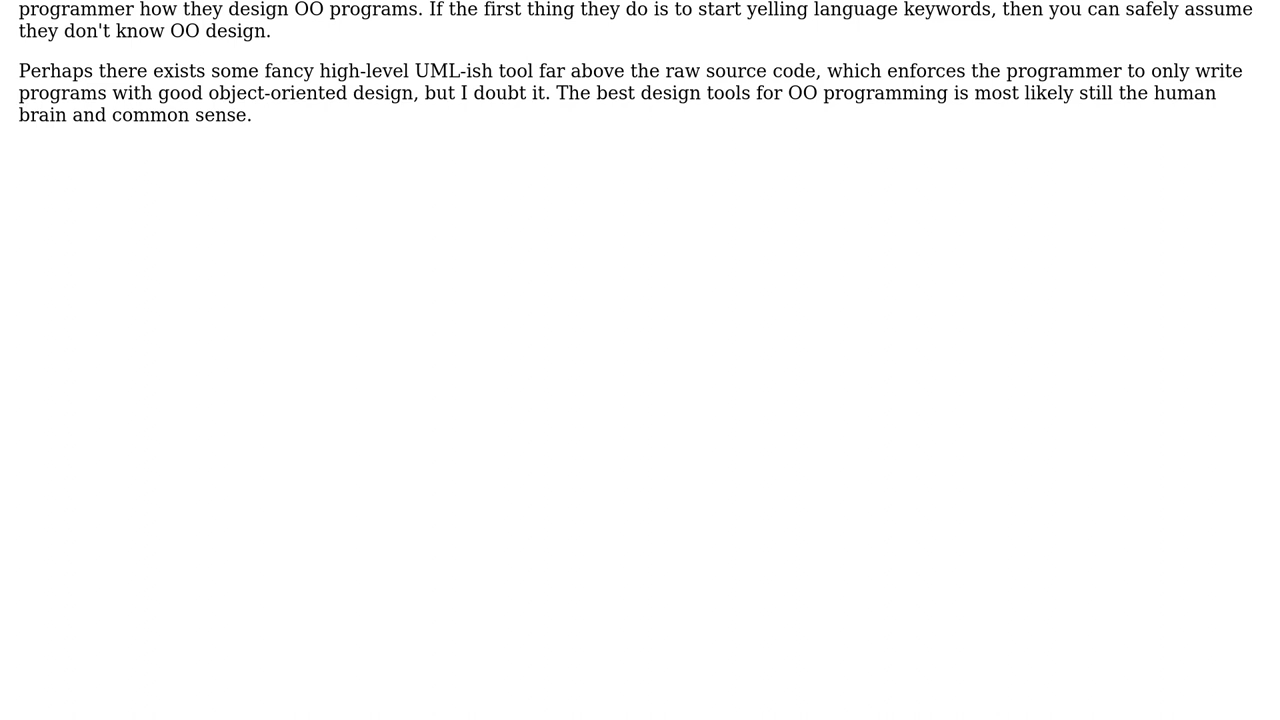 programmer how they design OO programs. If the first thing they do is to start yelling language keywords, then you can safely assume
they don't know OO design.
Perhaps there exists some fancy high-level UML-ish tool far above the raw source code, which enforces the programmer to only write
programs with good object-oriented design, but I doubt it. The best design tools for OO programming is most likely still the human
brain and common sense.